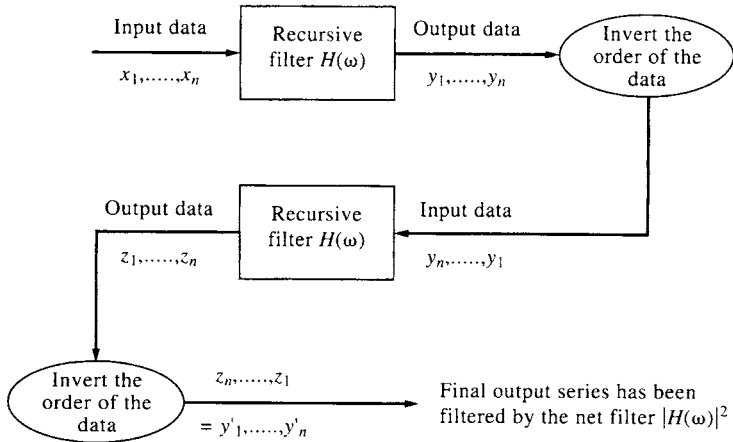 Input data
x₁,.....,xₙ
Recursive
filter H(ω)
Output data
y₁,.....,yₙ
Invert the
order of the
data
Output data
z₁,.....,zₙ
Recursive
filter H(ω)
Input data
yₙ,.....,y₁
Invert the
order of the
data
zₙ,.....,z₁
= y'₁,.....,y'ₙ
Final output series has been
filtered by the net filter |H(ω)|²